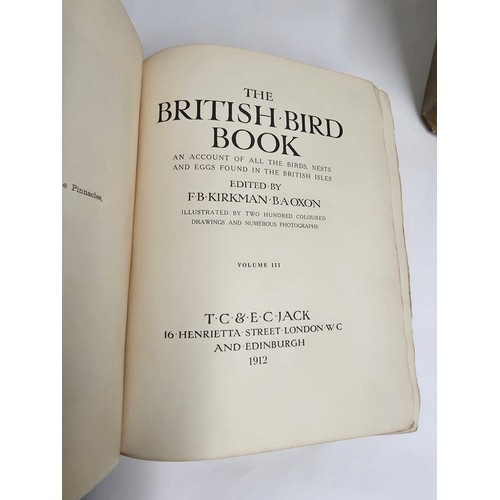 e Pinnacles,
THE
BRITISH·BIRD
BOOK
AN ACCOUNT OF ALL THE BIRDS, NESTS
AND EGGS FOUND IN THE BRITISH ISLES
EDITED·BY
F·B·KIRKMAN·B·A·OXON
ILLUSTRATED BY TWO HUNDRED COLOURED
DRAWINGS AND NUMEROUS PHOTOGRAPHS
VOLUME III
T·C·&·E·C·JACK
16·HENRIETTA·STREET·LONDON·W·C
AND·EDINBURGH
1912